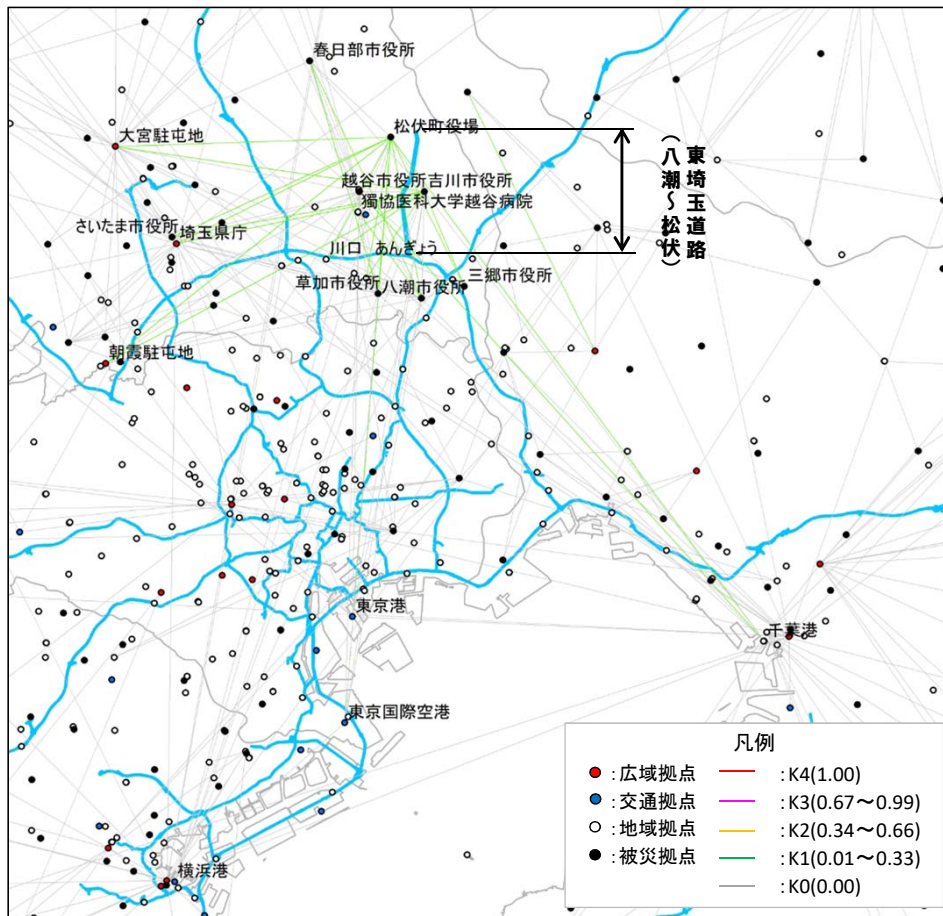 春日部市役所
松伏町役場
大宮駐屯地
東埼玉道路
（八潮～松伏）
越谷市役所吉川市役所
獨協医科大学越谷病院
さいたま市役所
埼玉県庁
川口 あんぎょう
草加市役所
八潮市役所
三郷市役所
朝霞駐屯地
東京港
千葉港
東京国際空港
横浜港
凡例
：広域拠点 ：K4(1.00)
：交通拠点 ：K3(0.67～0.99)
：地域拠点 ：K2(0.34～0.66)
：被災拠点 ：K1(0.01～0.33)
：K0(0.00)